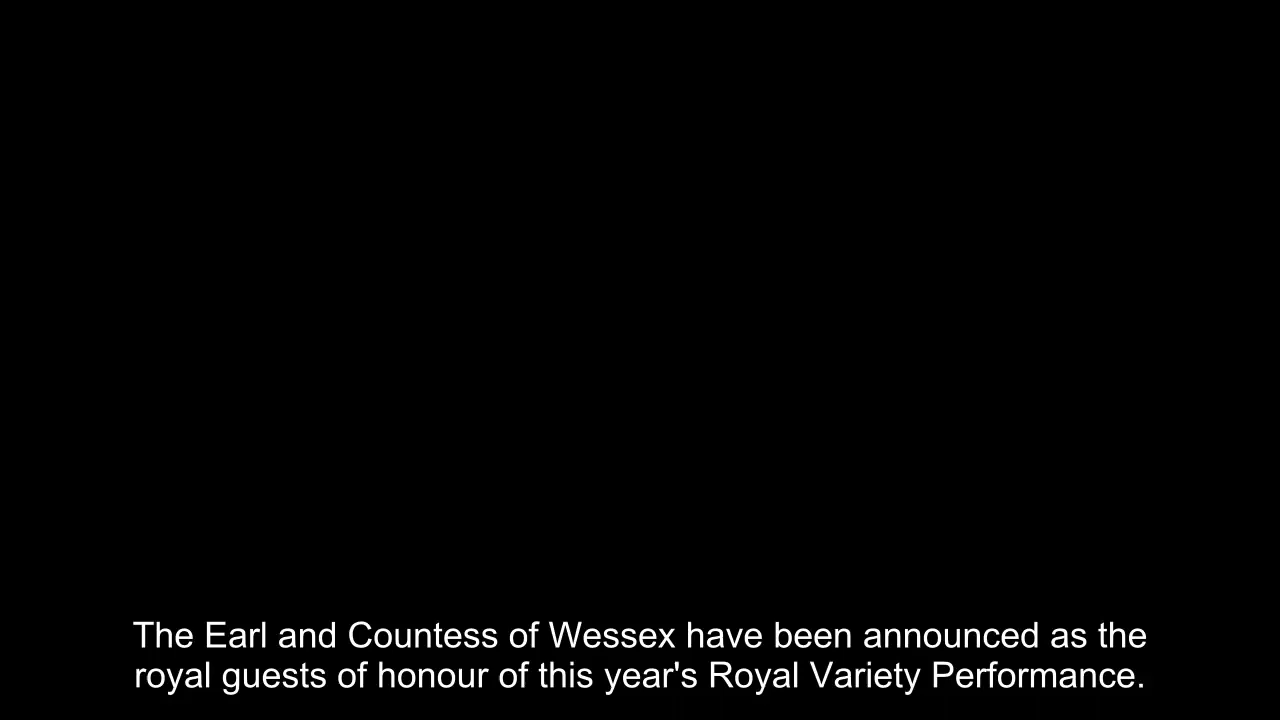 The Earl and Countess of Wessex have been announced as the
royal guests of honour of this year's Royal Variety Performance.